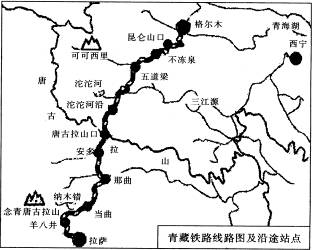 格尔木
青海湖
西宁
昆仑山口
不冻泉
可可西里
五道梁
唐
沱沱河
沱沱河沿
三江源
古
唐古拉山口
拉
安多
山
那曲
纳木错
念青唐古拉山
当曲
羊八井
拉萨
青藏铁路线路图及沿途站点